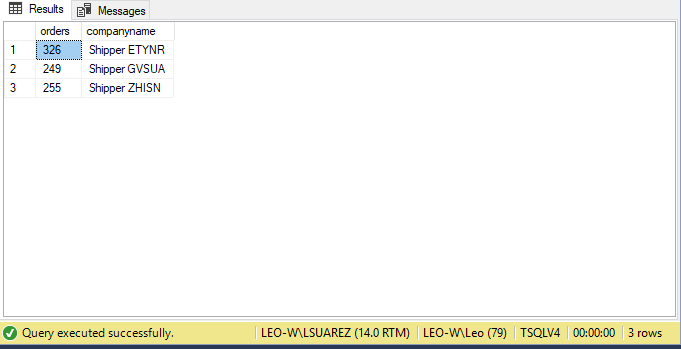 Results Messages
orders companyname
1 326 Shipper ETYNR
2 249 Shipper GVSUA
3 255 Shipper ZHISN
Query executed successfully. LEO-W\LSUAREZ (14.0 RTM) LEO-W\Leo (79) TSQLV4 00:00:00 3 rows